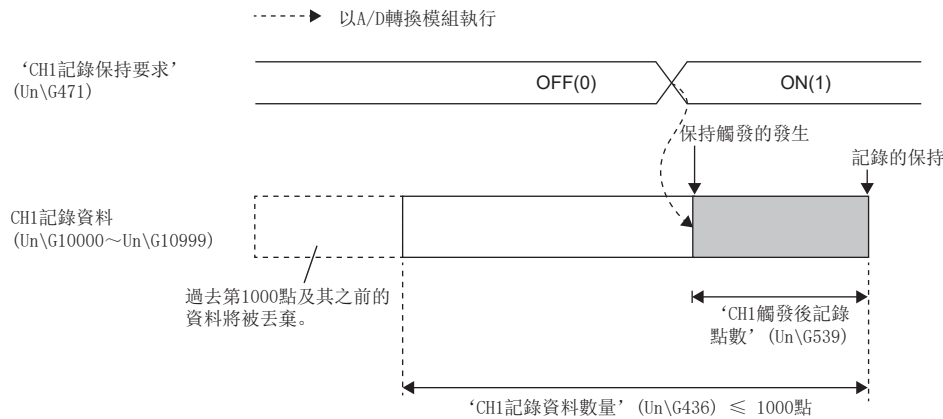 以A/D轉換模組執行
‘CH1記錄保持要求’
(Un\G471)
OFF(0)
ON(1)
保持觸發的發生
記錄的保持
CH1記錄資料
(Un\G10000～Un\G10999)
過去第1000點及其之前的
資料將被丟棄。
‘CH1觸發後記錄
點數’ (Un\G539)
‘CH1記錄資料數量’ (Un\G436) ≤ 1000點